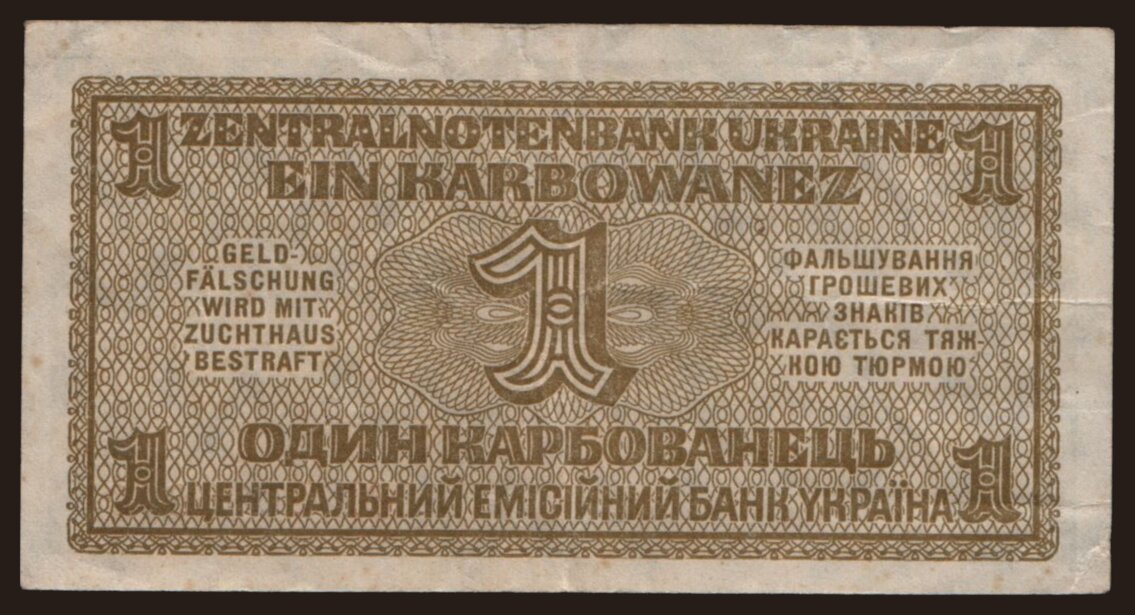 1 ZENTRALNOTENBANK UKRAINE 1
EIN KARBOWANEZ
GELD-
FÄLSCHUNG
WIRD MIT
ZUCHTHAUS
BESTRAFT
1
ФАЛЬШУВАННЯ
ГРОШЕВИХ
ЗНАКІВ
КАРАЄТЬСЯ ТЯЖ-
КОЮ ТЮРМОЮ
ОДИН КАРБОВАНЕЦЬ
1 ЦЕНТРАЛЬНИЙ ЕМІСІЙНИЙ БАНК УКРАЇНА 1